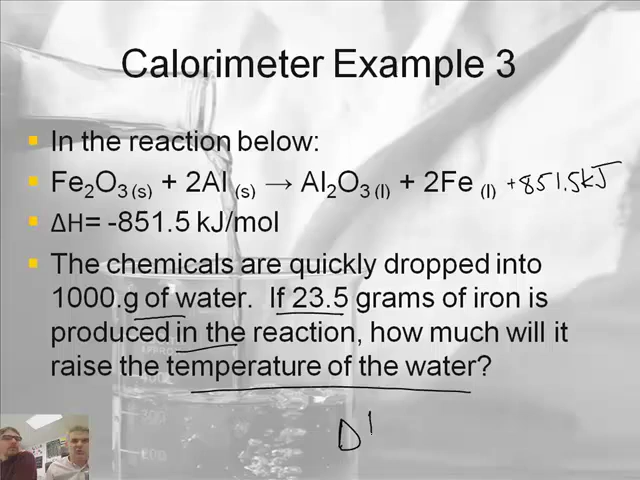 Calorimeter Example 3
In the reaction below:
Fe₂O₃ (s) + 2Al (s) → Al₂O₃ (l) + 2Fe (l) +851.5kJ
ΔH= -851.5 kJ/mol
The chemicals are quickly dropped into
1000.g of water. If 23.5 grams of iron is
produced in the reaction, how much will it
raise the temperature of the water?